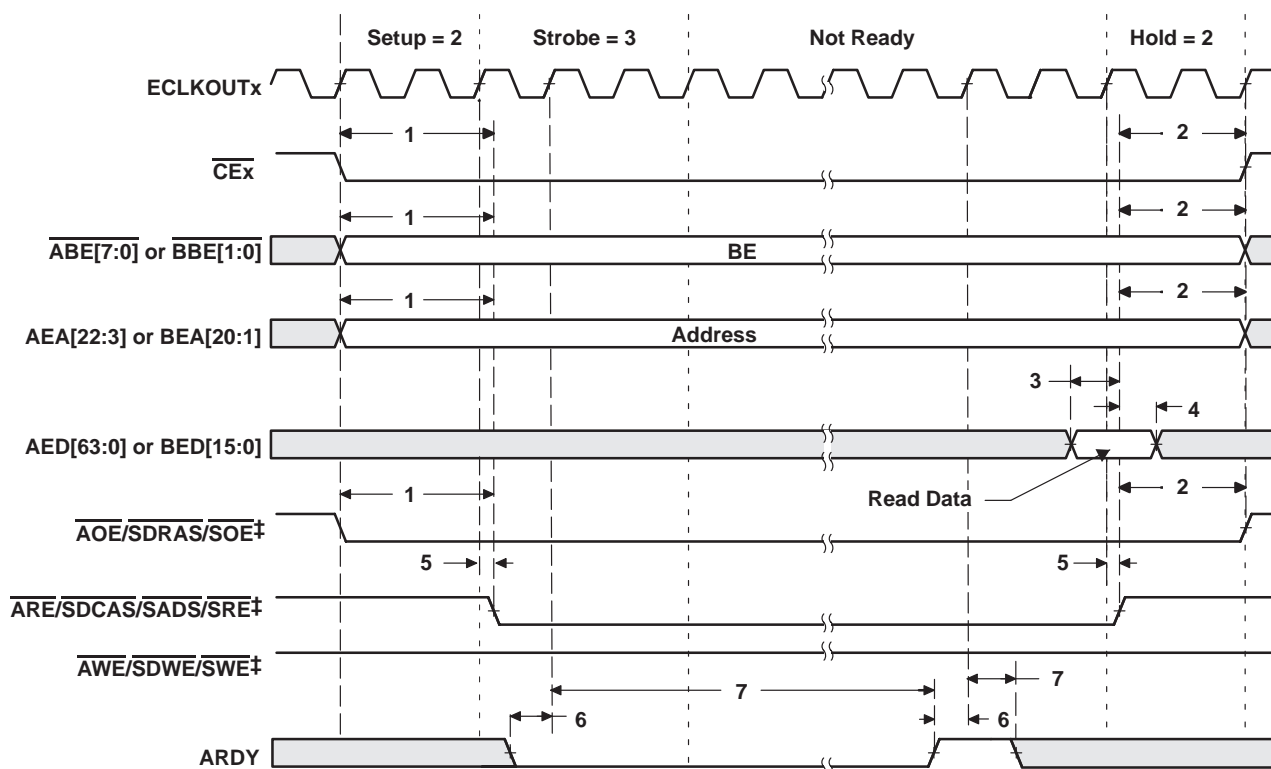 Setup = 2 Strobe = 3 Not Ready Hold = 2
ECLKOUTx
1 2
CEx
1 2
ABE[7:0] or BBE[1:0] BE
1 2
AEA[22:3] or BEA[20:1] Address
3
4
AED[63:0] or BED[15:0]
1 Read Data 2
AOE/SDRAS/SOE‡
5 5
ARE/SDCAS/SADS/SRE‡
AWE/SDWE/SWE‡
7 7
6 6
ARDY